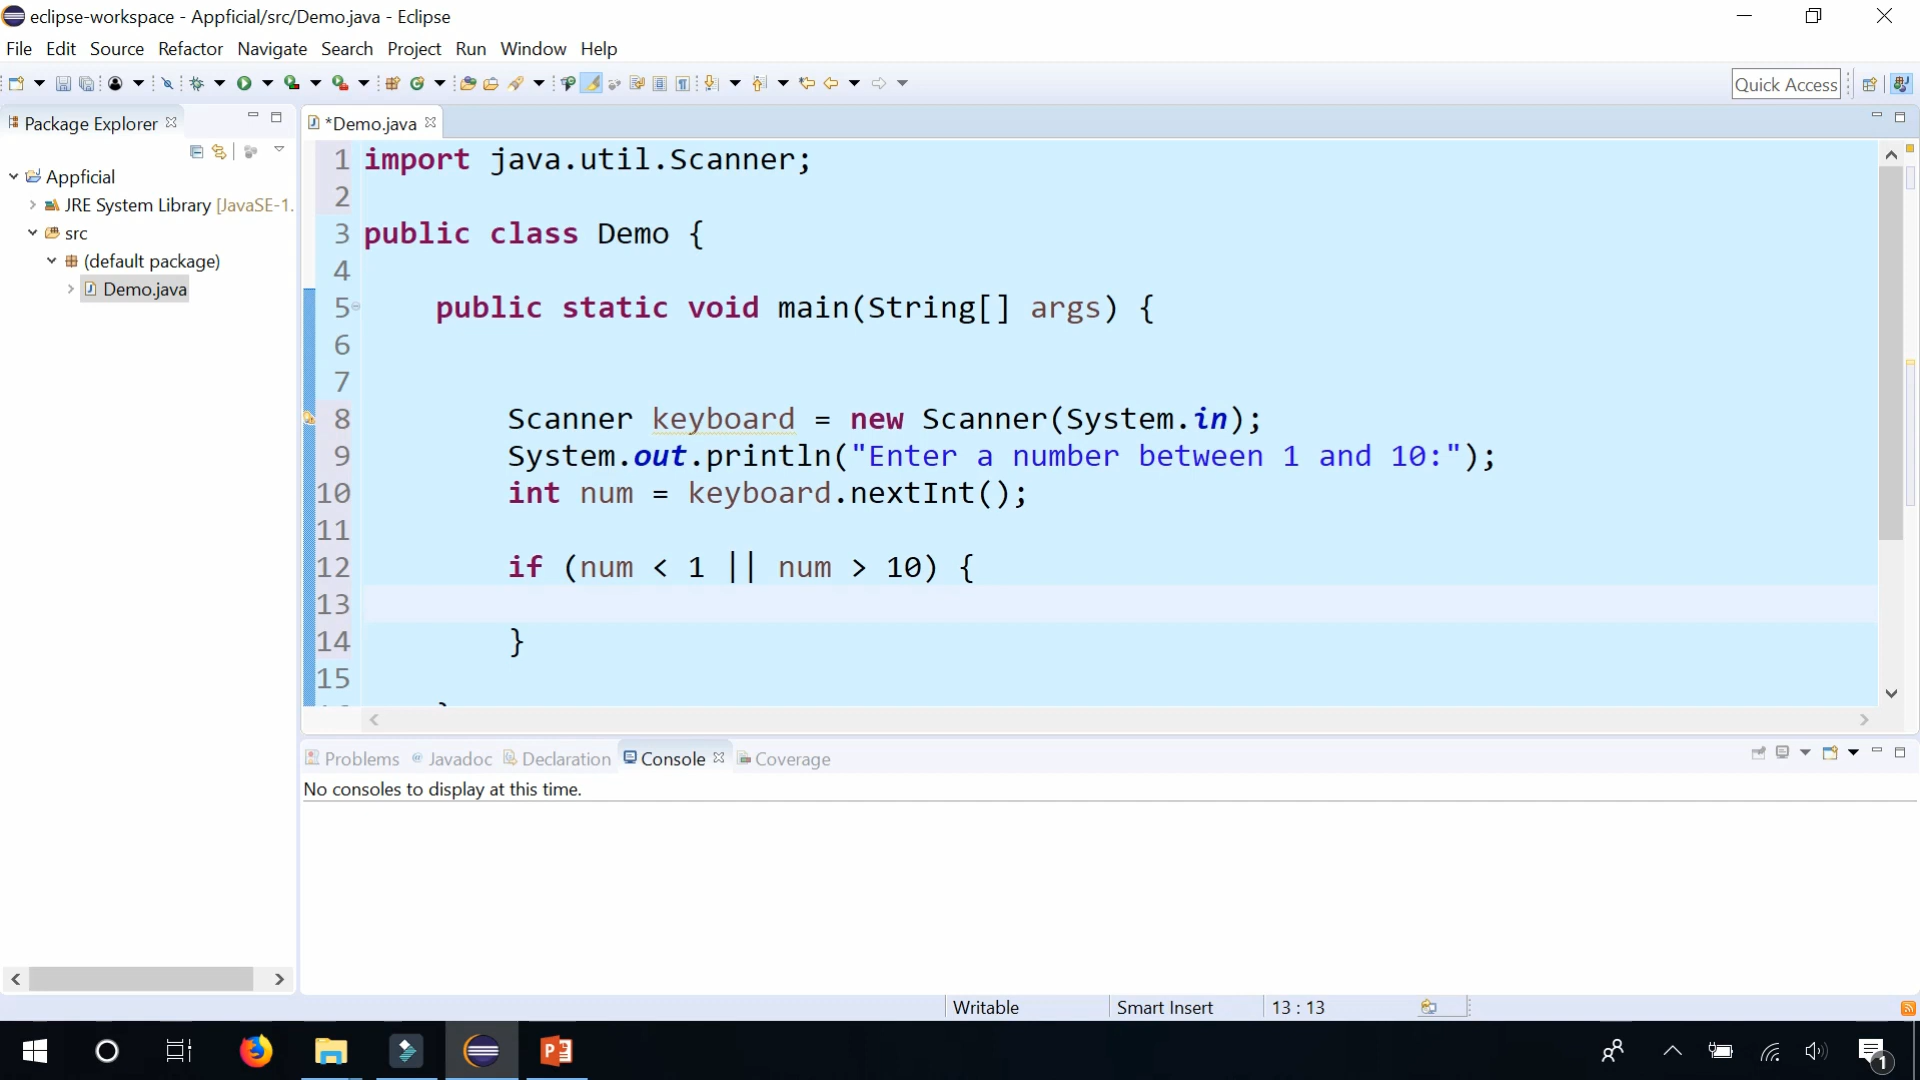 eclipse-workspace - Appficial/src/Demo.java - Eclipse
File Edit Source Refactor Navigate Search Project Run Window Help
Quick Access
Package Explorer
*Demo.java
Appficial
JRE System Library [JavaSE-1.
src
(default package)
Demo.java
1 import java.util.Scanner;
2
3 public class Demo {
4
5 public static void main(String[] args) {
6
7
8 Scanner keyboard = new Scanner(System.in);
9 System.out.println("Enter a number between 1 and 10:");
10 int num = keyboard.nextInt();
11
12 if (num < 1 || num > 10) {
13
14 }
15
Problems Javadoc Declaration Console Coverage
No consoles to display at this time.
Writable Smart Insert 13 : 13
1